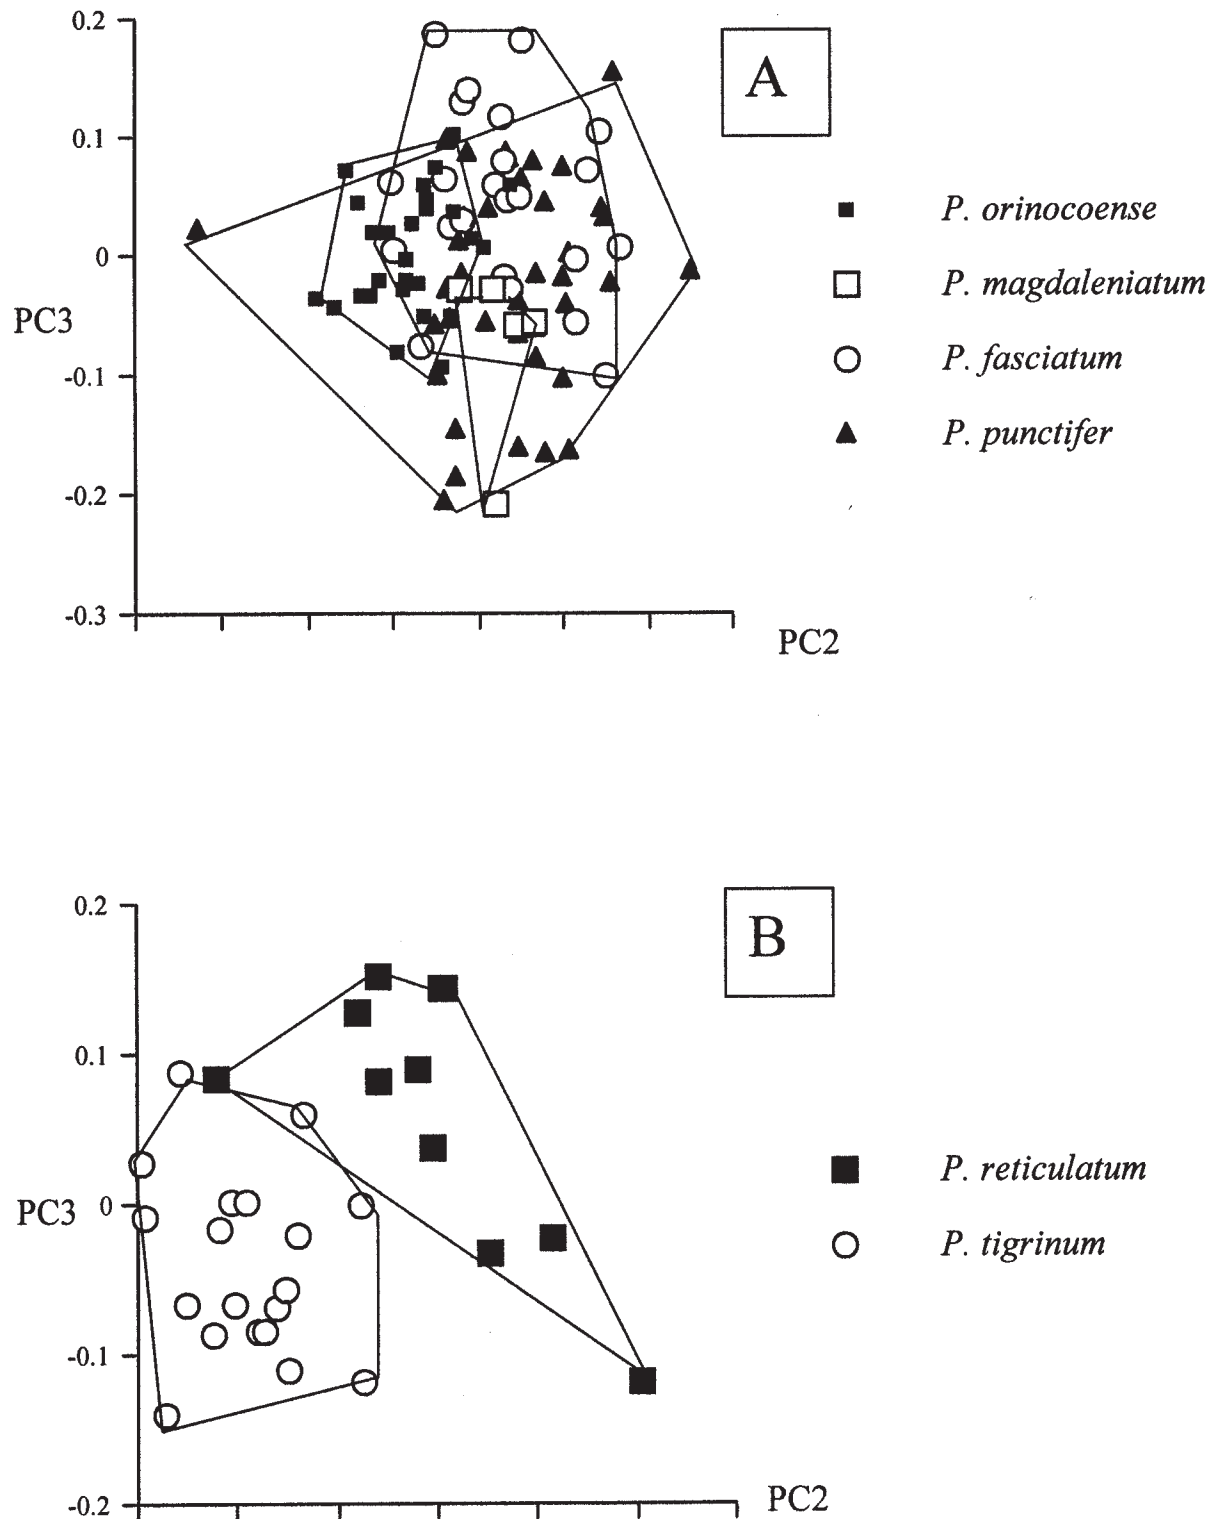 0.2
A
0.1
P. orinocoense
0
P. magdaleniatum
PC3
P. fasciatum
-0.1
P. punctifer
-0.2
-0.3
PC2
0.2
B
0.1
P. reticulatum
PC3 0
P. tigrinum
-0.1
-0.2
PC2